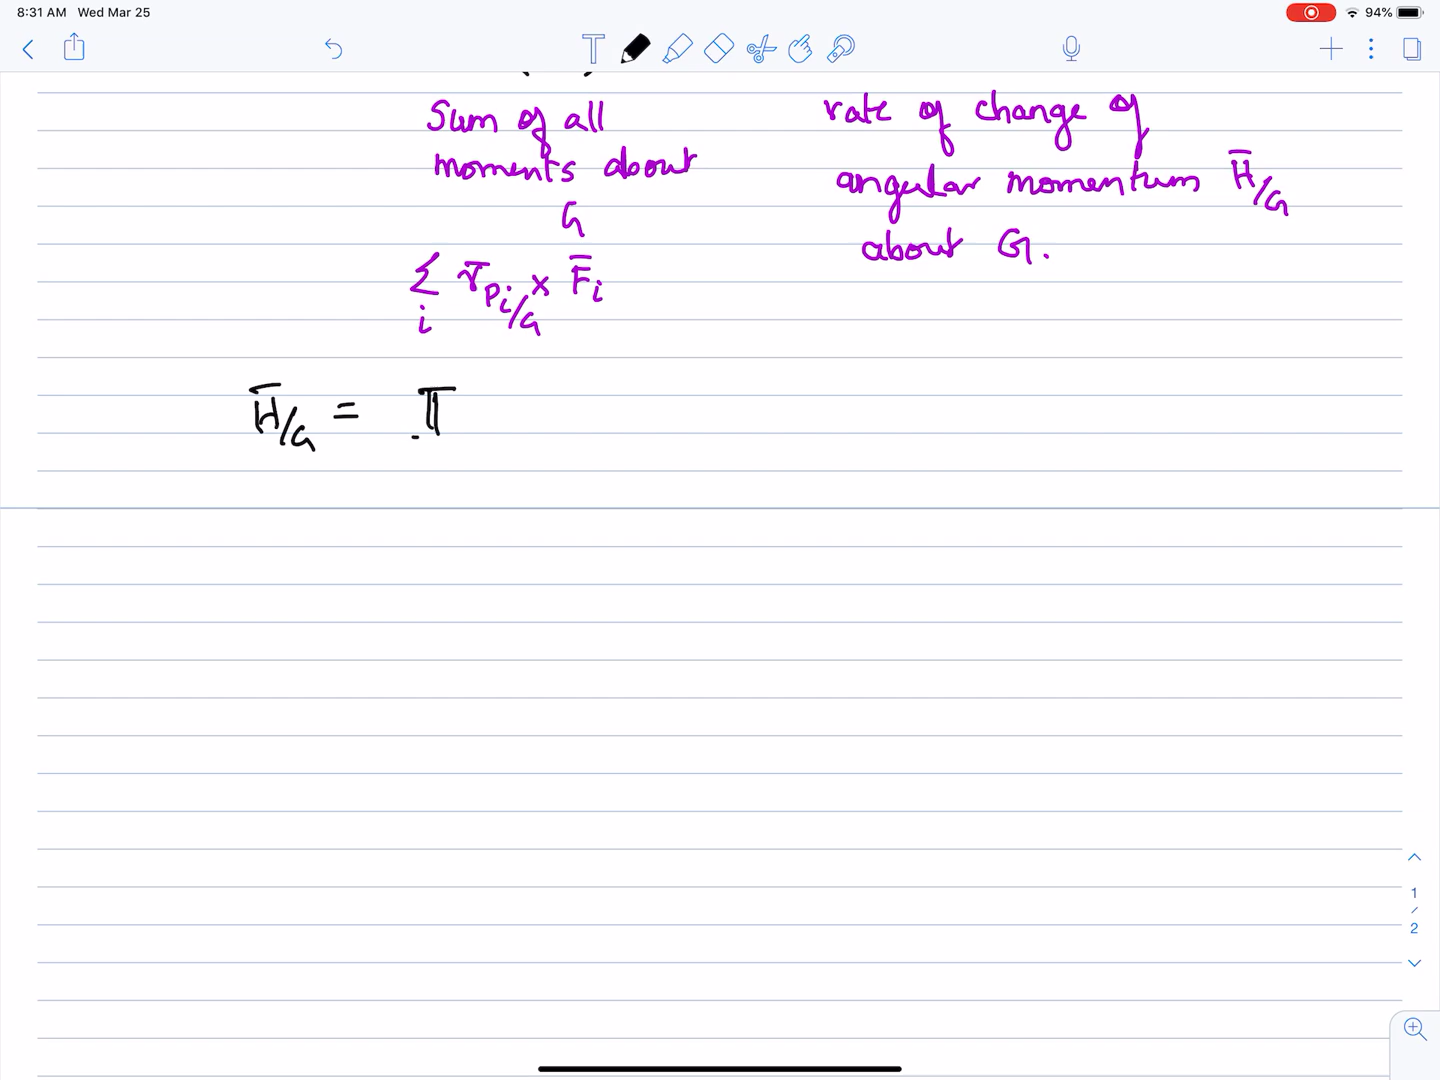 8:31 AM Wed Mar 25 94%
T
Sum of all
moments about
G
Σ r̄ Pi/G × F̄i
i
rate of change of
angular momentum H̄/G
about G.
H̄/G =
1
/
2